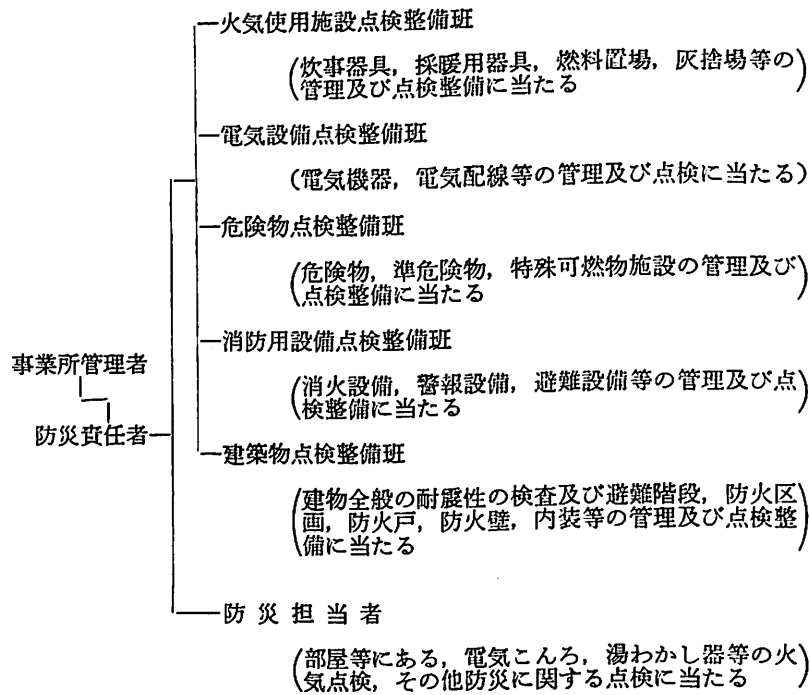 火気使用施設点検整備班
(炊事器具，採暖用器具，燃料置場，灰捨場等の
管理及び点検整備に当たる)
電気設備点検整備班
(電気機器，電気配線等の管理及び点検に当たる)
危険物点検整備班
(危険物，準危険物，特殊可燃物施設の管理及び
点検整備に当たる)
消防用設備点検整備班
(消火設備，警報設備，避難設備等の管理及び点
検整備に当たる)
事業所管理者
防災責任者
建築物点検整備班
(建物全般の耐震性の検査及び避難階段，防火区
画，防火戸，防火壁，内装等の管理及び点検整
備に当たる)
防災担当者
(部屋等にある，電気こんろ，湯わかし器等の火
気点検，その他防災に関する点検に当たる)